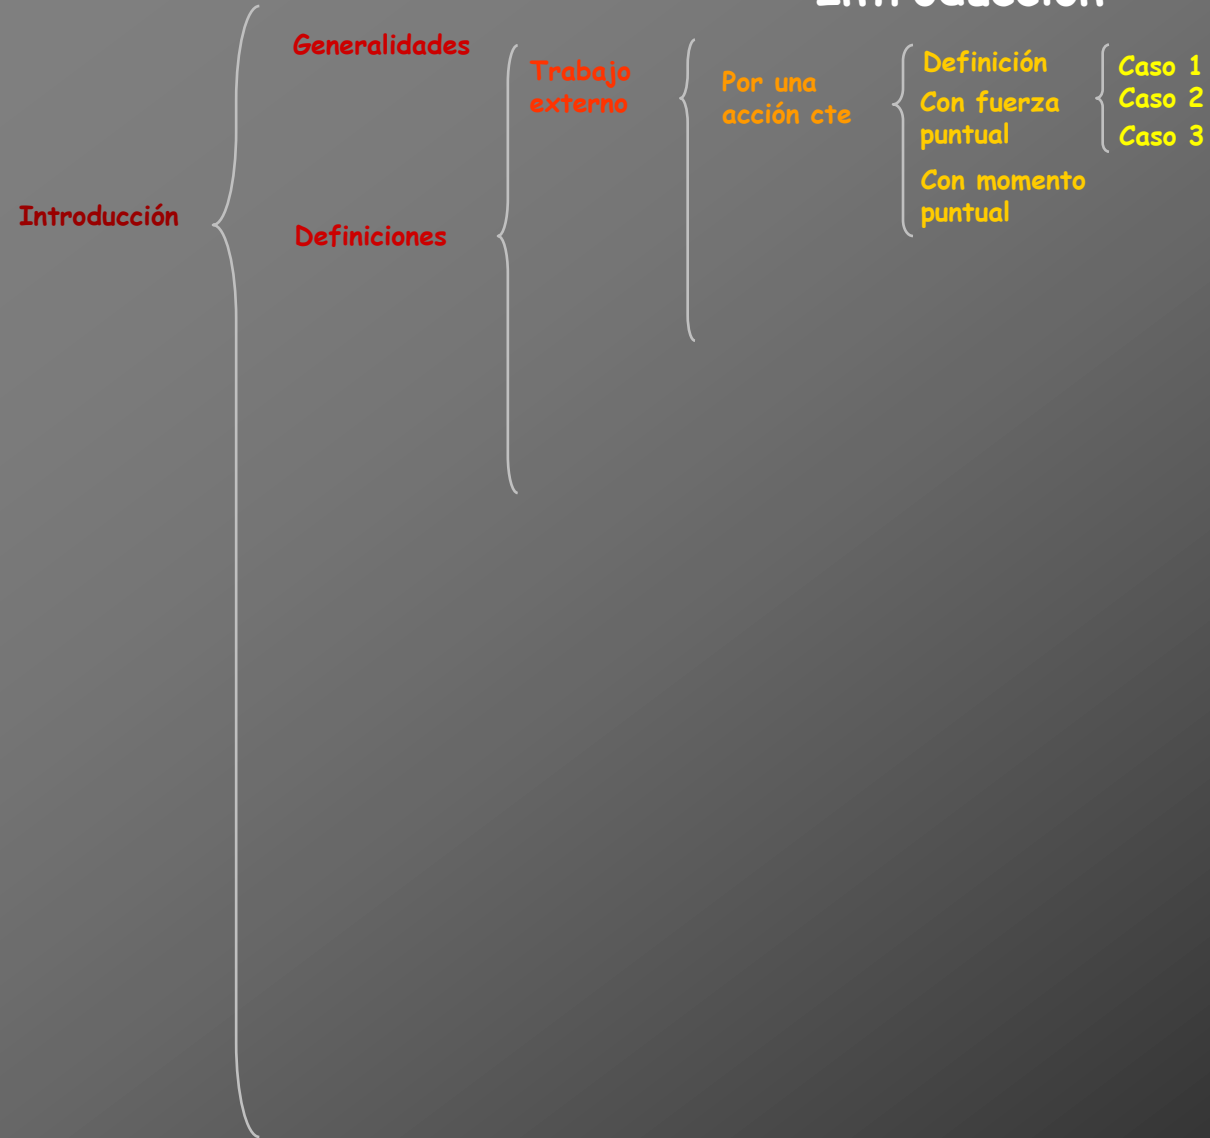 Introducción
Generalidades
Trabajo
externo
Por una
acción cte
Definición
Con fuerza
puntual
Caso 1
Caso 2
Caso 3
Con momento
puntual
Introducción
Definiciones